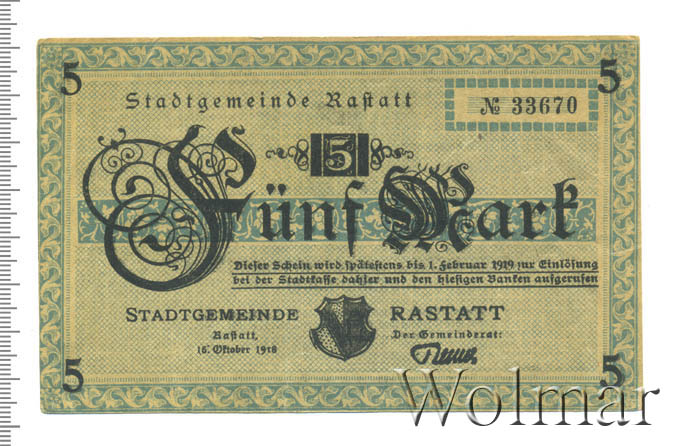 5 5
Stadtgemeinde Rastatt
№ 33670
5
Fünf Mark
Dieser Schein wird spätestens bis 1. Februar 1919 zur Einlösung
bei der Stadtkasse dahier und den hiesigen Banken aufgerufen
STADTGEMEINDE RASTATT
Rastatt, Der Gemeinderat:
16. Oktober 1918
5 5
Wolmar